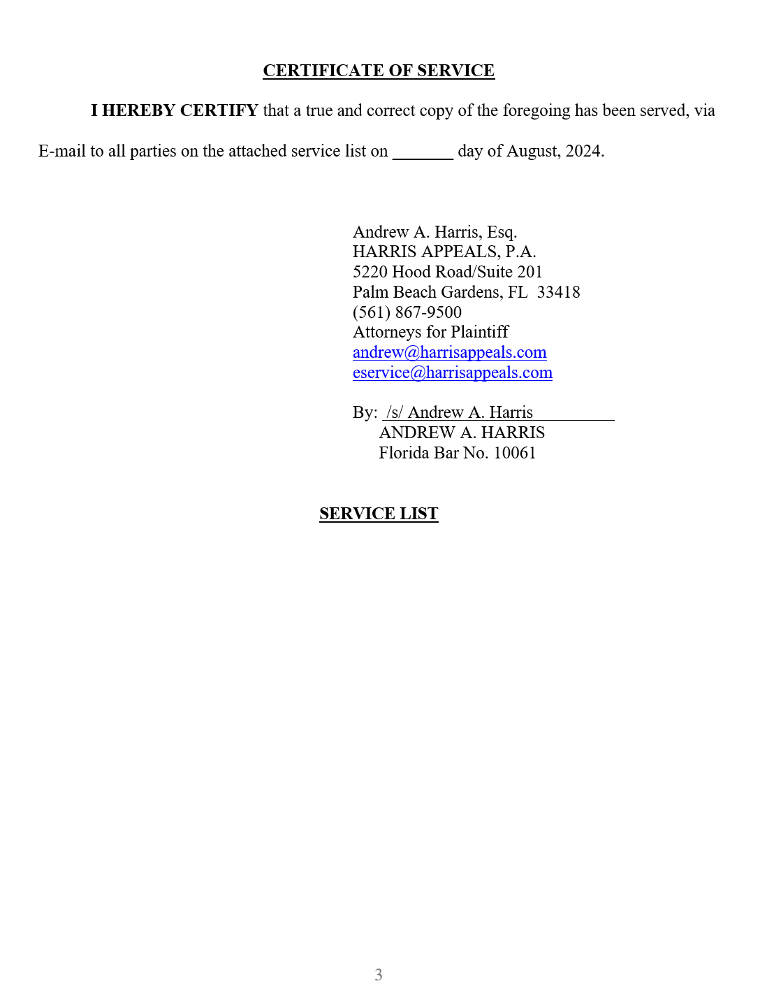 CERTIFICATE OF SERVICE
I HEREBY CERTIFY that a true and correct copy of the foregoing has been served, via
E-mail to all parties on the attached service list on _______ day of August, 2024.
Andrew A. Harris, Esq.
HARRIS APPEALS, P.A.
5220 Hood Road/Suite 201
Palm Beach Gardens, FL  33418
(561) 867-9500
Attorneys for Plaintiff
andrew@harrisappeals.com
eservice@harrisappeals.com
By: /s/ Andrew A. Harris
ANDREW A. HARRIS
Florida Bar No. 10061
SERVICE LIST
3